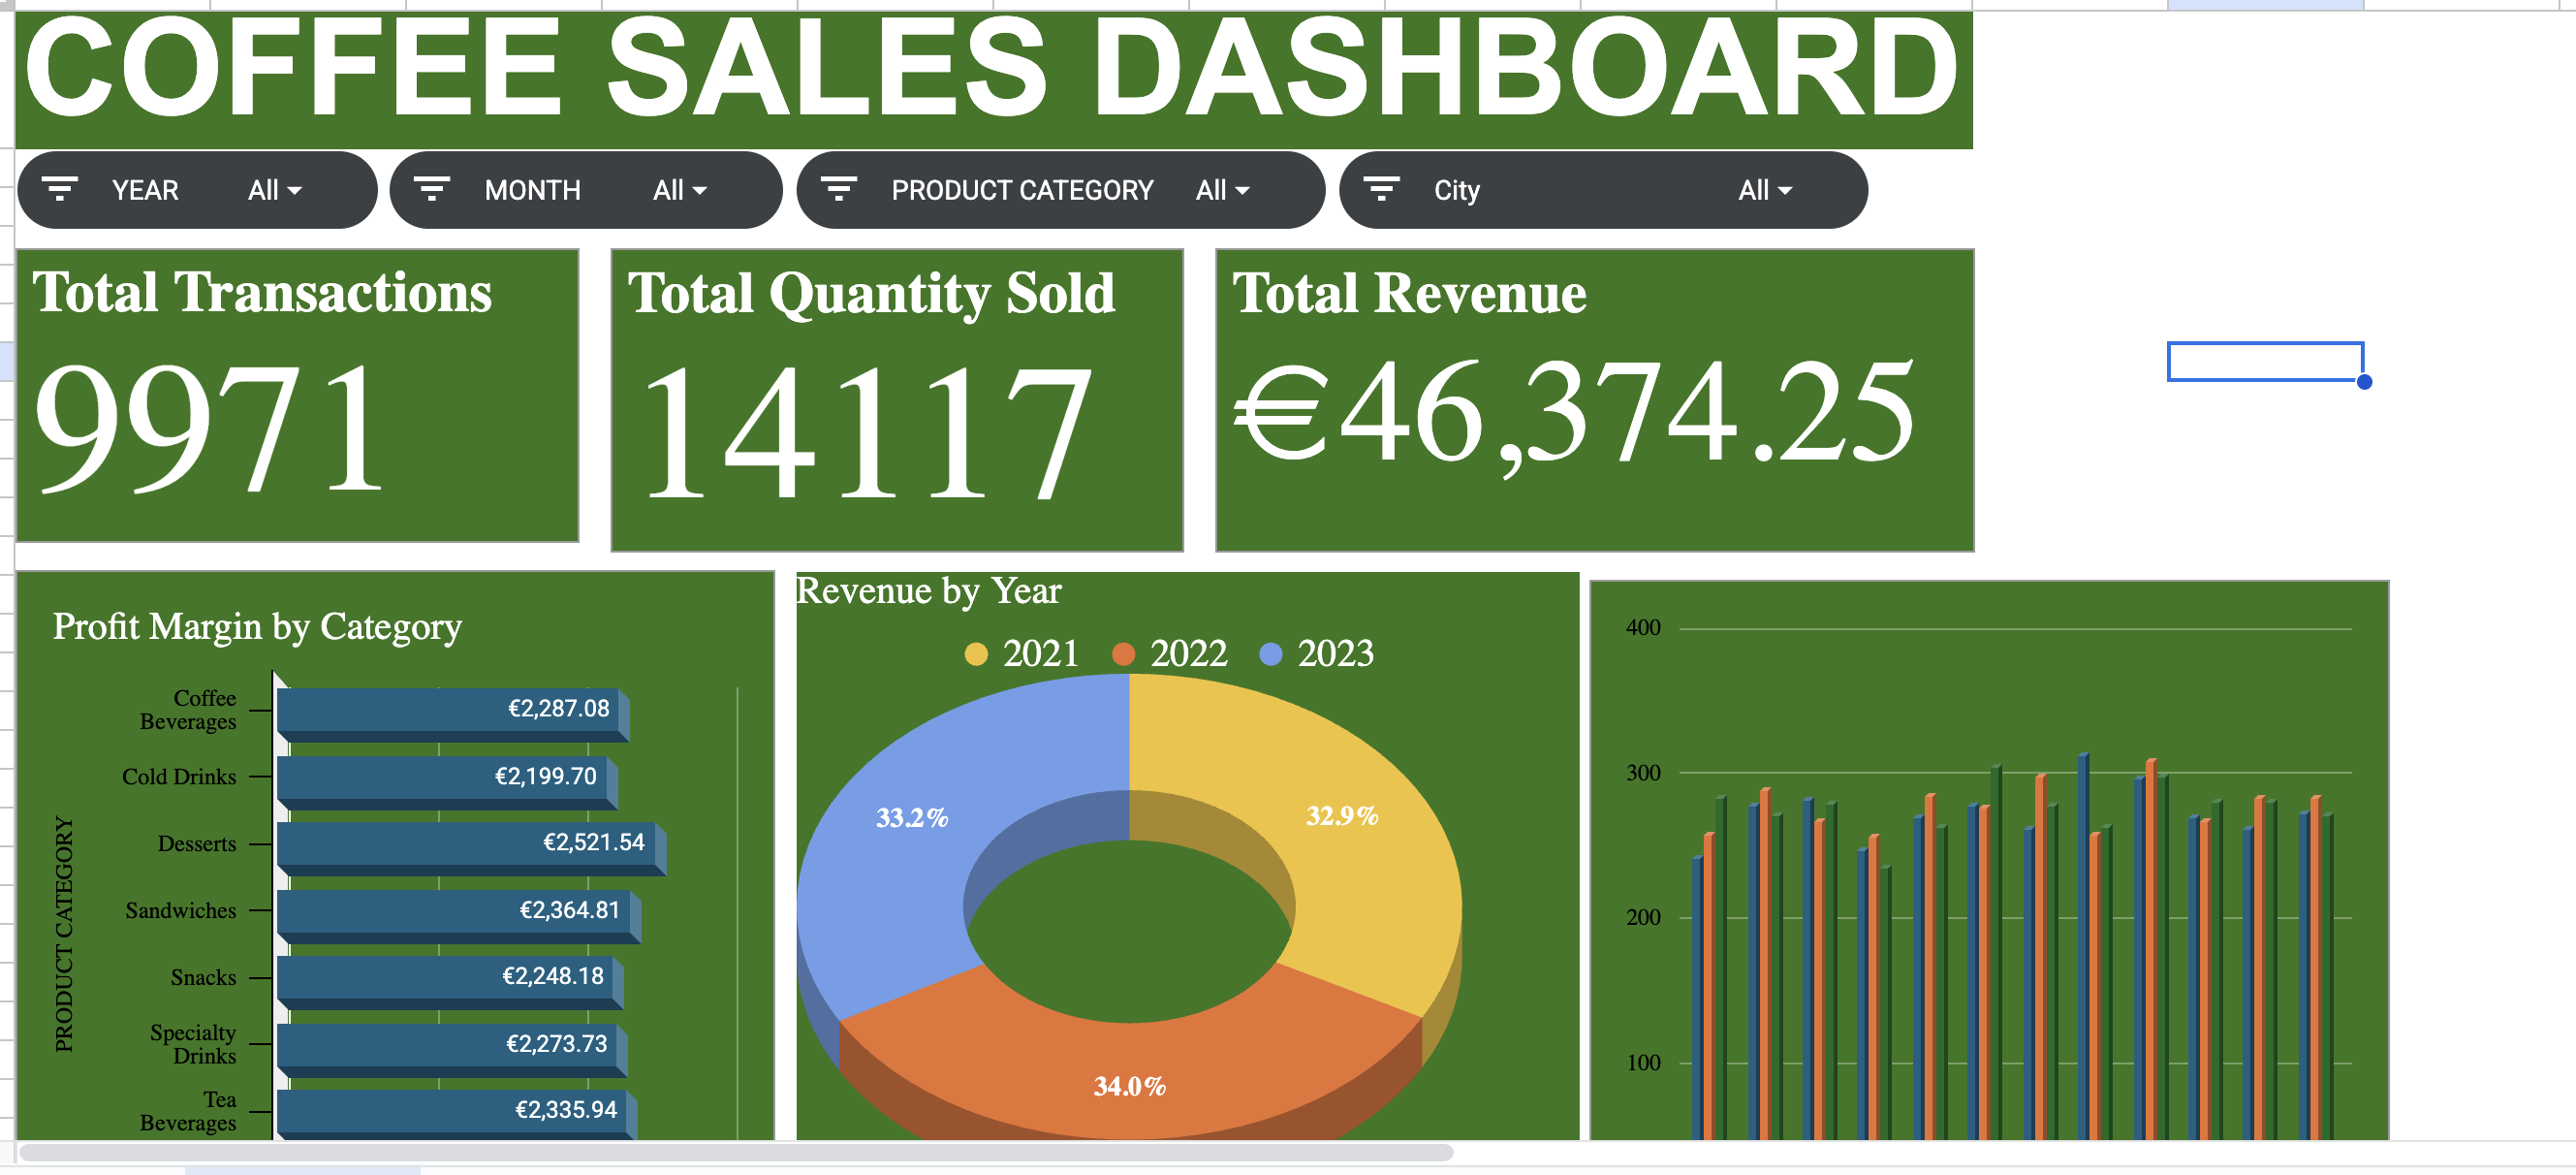 COFFEE SALES DASHBOARD
YEAR All
MONTH All
PRODUCT CATEGORY All
City All
Total Transactions
9971
Total Quantity Sold
14117
Total Revenue
€46,374.25
Profit Margin by Category
PRODUCT CATEGORY
Coffee
Beverages
€2,287.08
Cold Drinks
€2,199.70
Desserts
€2,521.54
Sandwiches
€2,364.81
Snacks
€2,248.18
Specialty
Drinks
€2,273.73
Tea
Beverages
€2,335.94
Revenue by Year
2021
2022
2023
33.2%
32.9%
34.0%
400
300
200
100